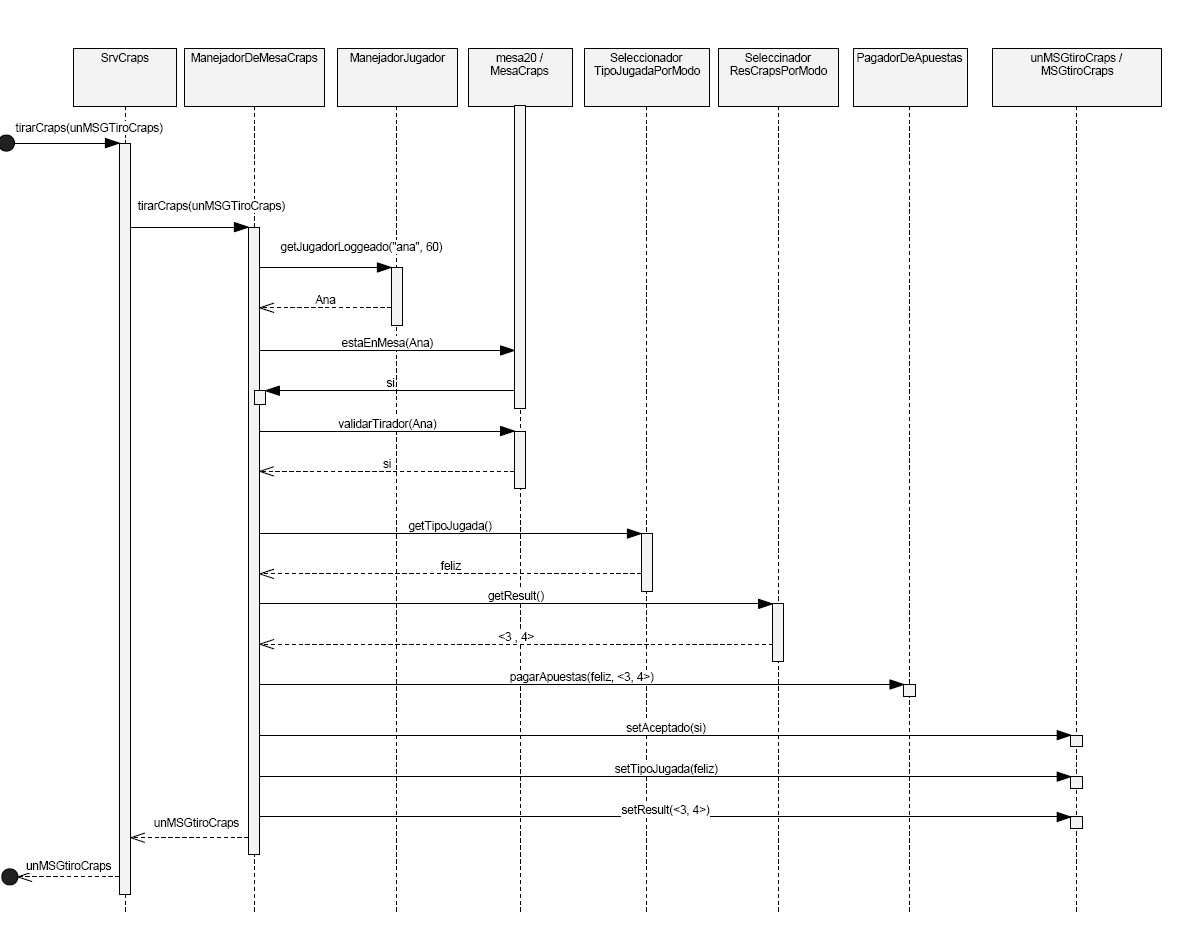 SrvCraps
ManejadorDeMesaCraps
ManejadorJugador
mesa20 /
MesaCraps
Seleccionador
TipoJugadaPorModo
Seleccinador
ResCrapsPorModo
PagadorDeApuestas
unMSGtiroCraps /
MSGtiroCraps
tirarCraps(unMSGTiroCraps)
tirarCraps(unMSGTiroCraps)
getJugadorLoggeado("ana", 60)
Ana
estaEnMesa(Ana)
si
validarTirador(Ana)
si
getTipoJugada()
feliz
getResult()
<3 , 4>
pagarApuestas(feliz, <3, 4>)
setAceptado(si)
setTipoJugada(feliz)
setResult(<3, 4>)
unMSGtiroCraps
unMSGtiroCraps